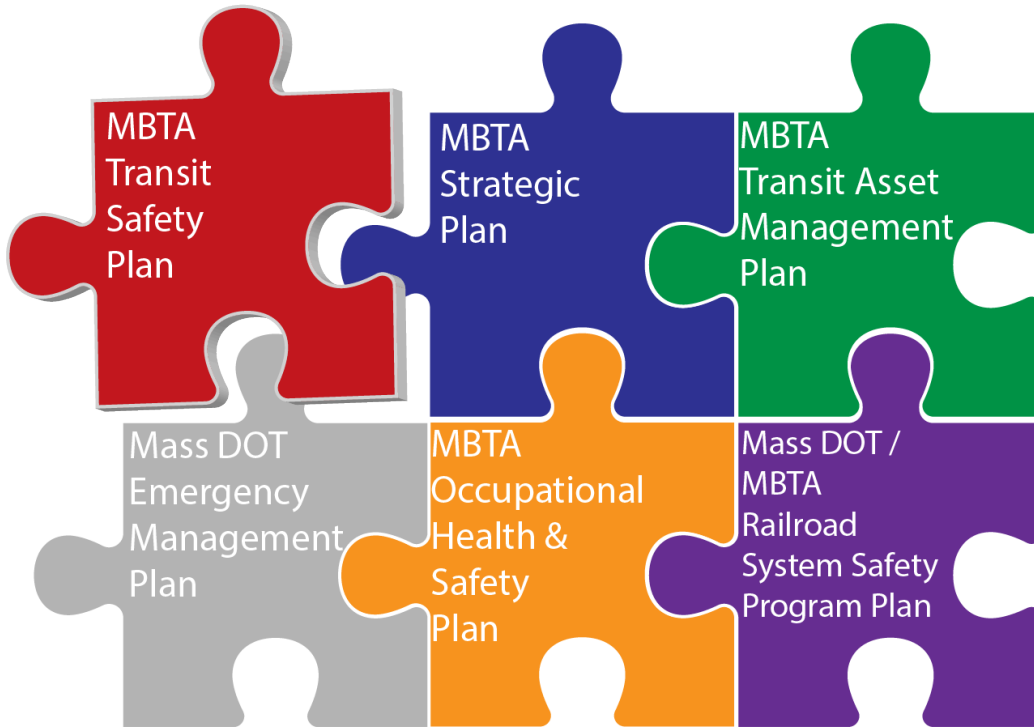 MBTA
Transit
Safety
Plan
MBTA
Strategic
Plan
MBTA
Transit Asset
Management
Plan
Mass DOT
Emergency
Management
Plan
MBTA
Occupational
Health &
Safety
Plan
Mass DOT /
MBTA
Railroad
System Safety
Program Plan